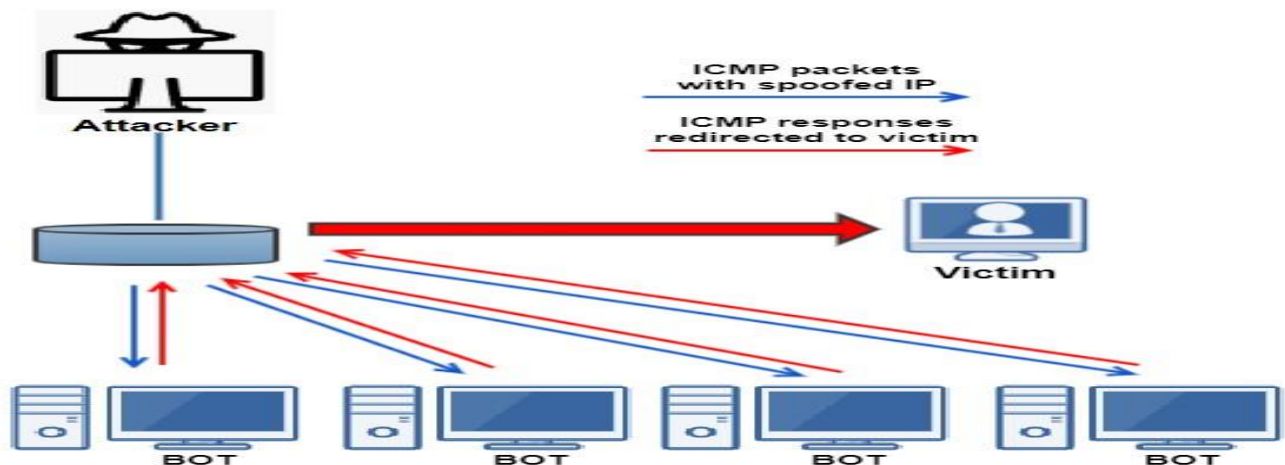 ICMP packets
with spoofed IP
Attacker
ICMP responses
redirected to victim
Victim
BOT
BOT
BOT
BOT